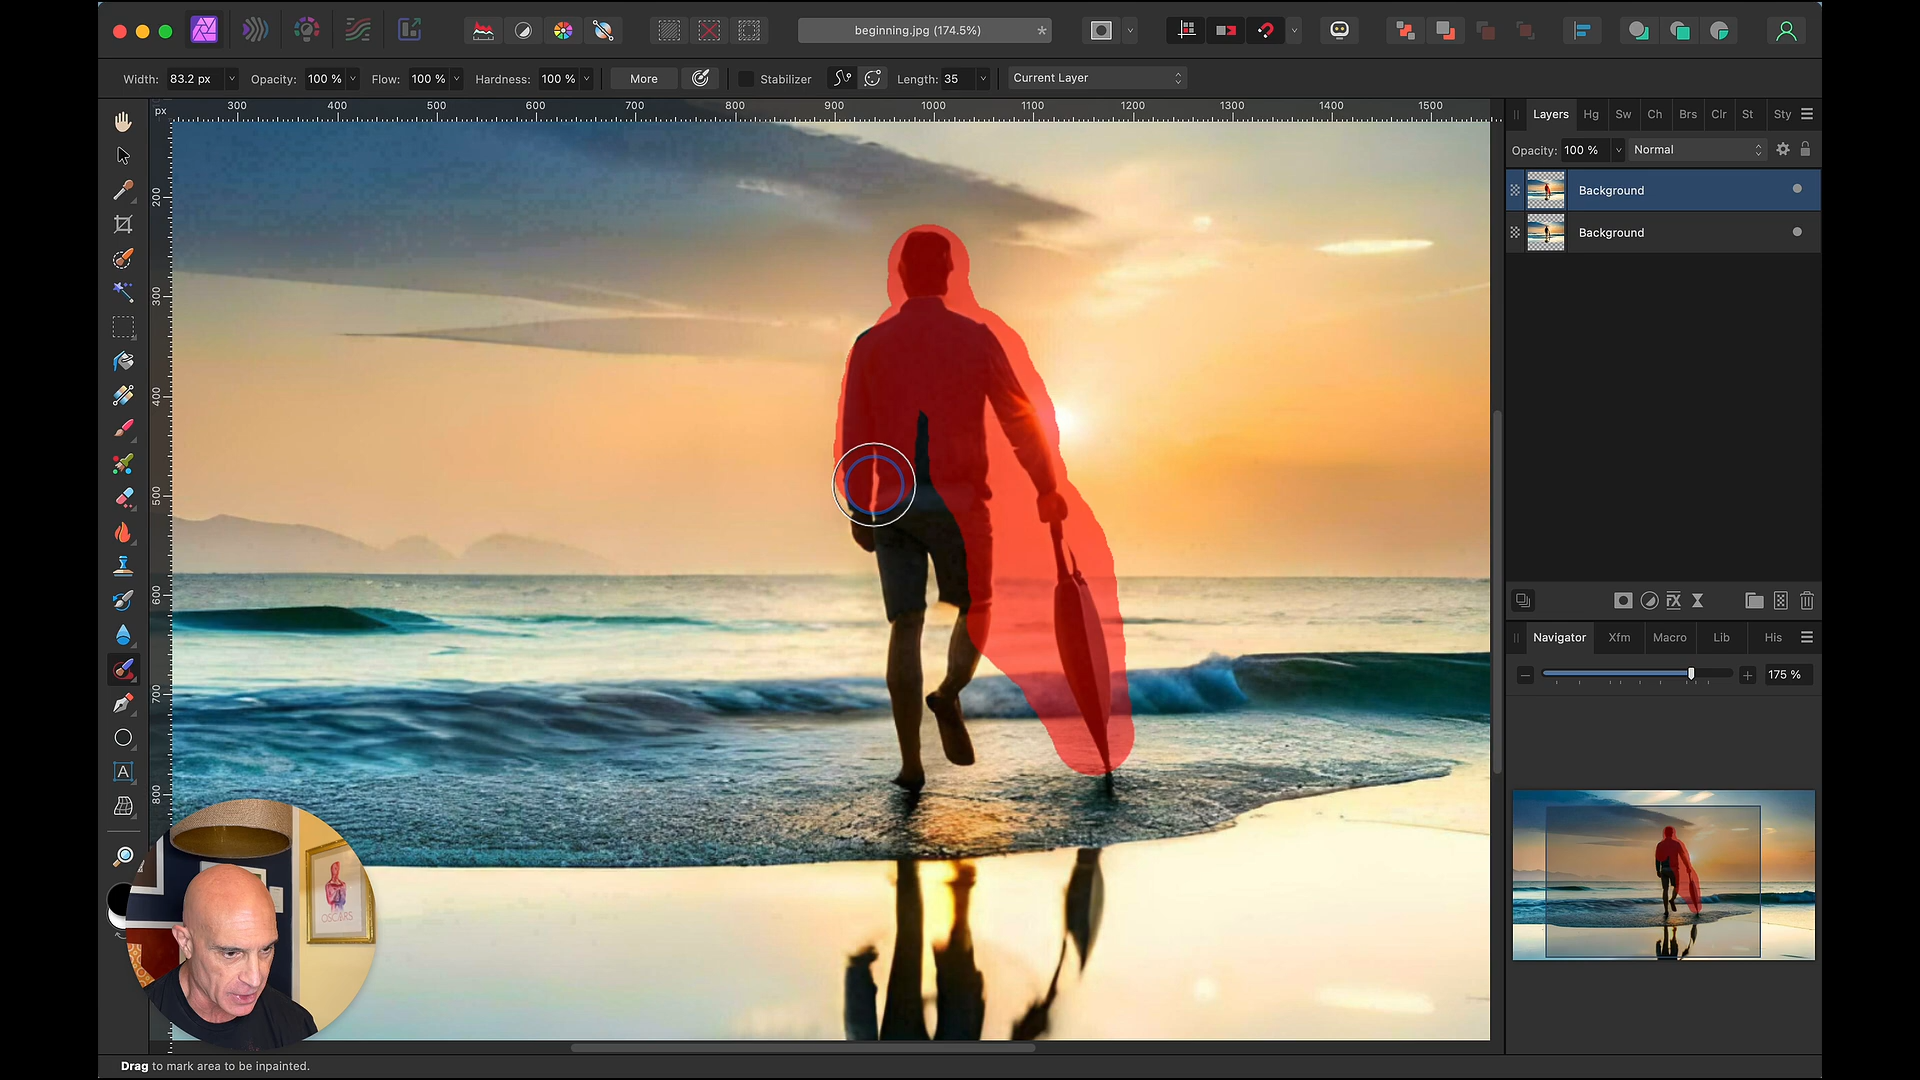 beginning.jpg (174.5%)
*
Width: 83.2 px Opacity: 100 % Flow: 100 % Hardness: 100 % More Stabilizer Length: 35 Current Layer
px 300 400 500 600 700 800 900 1000 1100 1200 1300 1400 1500
200
300
400
500
600
700
800
Layers Hg Sw Ch Brs Clr St Sty
Opacity: 100 % Normal
Background
Background
FX
Navigator Xfm Macro Lib His
175 %
A
OSCARS
Drag to mark area to be inpainted.